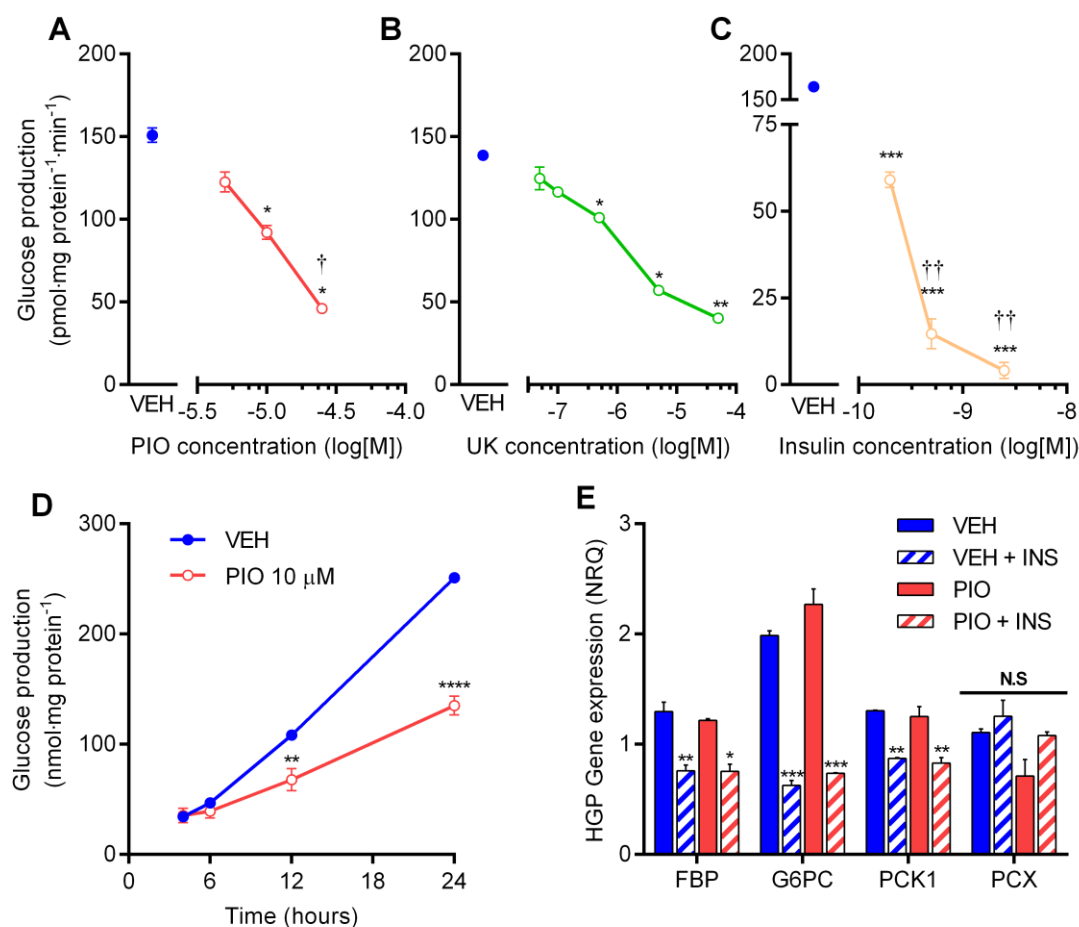 A
B
C
Glucose production
(pmol·mg protein⁻¹·min⁻¹)
200
150
100
50
0
VEH
-5.5
-5.0
-4.5
-4.0
PIO concentration (log[M])
*
†
*
200
150
100
50
0
VEH
-7
-6
-5
-4
UK concentration (log[M])
*
*
**
200
150
75
50
25
0
VEH
-10
-9
-8
Insulin concentration (log[M])
***
††
***
††
***
D
Glucose production
(nmol·mg protein⁻¹)
300
200
100
0
0
6
12
18
24
Time (hours)
VEH
PIO 10 μM
**
****
E
HGP Gene expression (NRQ)
3
2
1
0
VEH
VEH + INS
PIO
PIO + INS
N.S
**
*
***
***
**
**
FBP
G6PC
PCK1
PCX